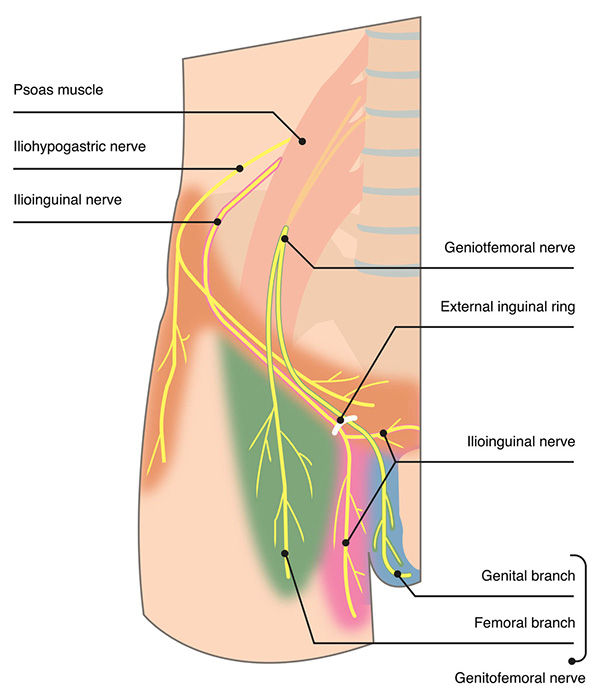 Psoas muscle
Iliohypogastric nerve
Ilioinguinal nerve
Geniotfemoral nerve
External inguinal ring
Ilioinguinal nerve
Genital branch
Femoral branch
Genitofemoral nerve